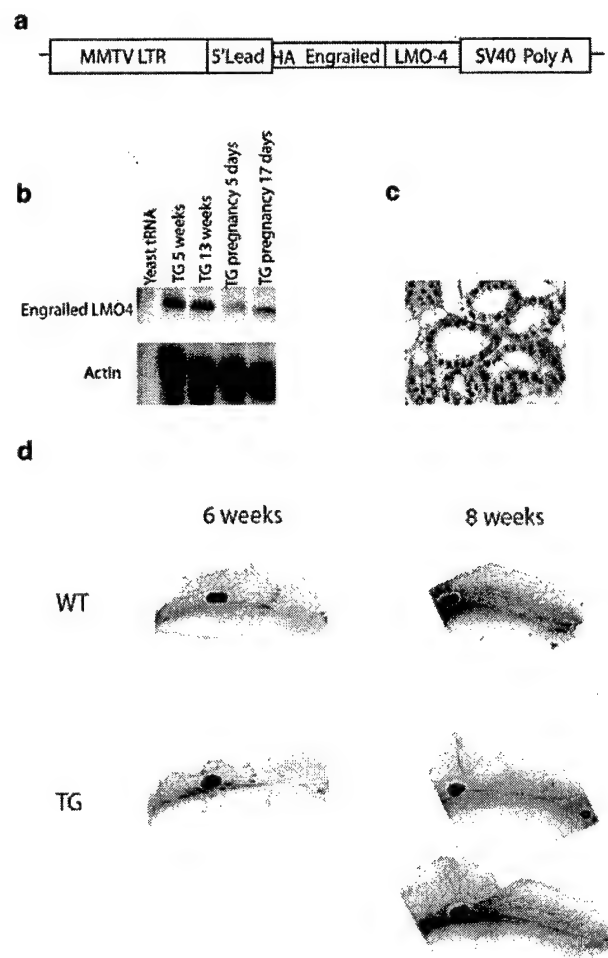 a
MMTV LTR 5'Lead HA Engrailed LMO-4 SV40 Poly A
b
Yeast tRNA
TG 5 weeks
TG 13 weeks
TG pregnancy 5 days
TG pregnancy 17 days
Engrailed LMO4
Actin
c
d
6 weeks 8 weeks
WT
TG